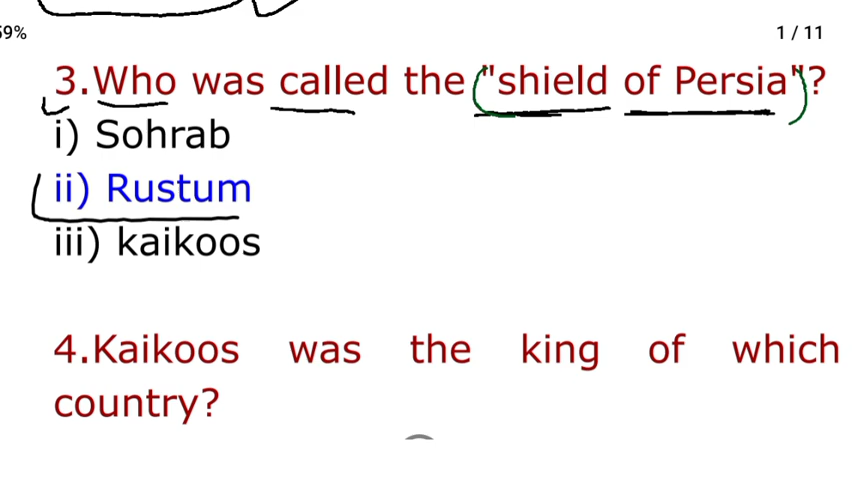 59%
1 / 11
3.Who was called the "shield of Persia"?
i) Sohrab
ii) Rustum
iii) kaikoos
4.Kaikoos was the king of which
country?